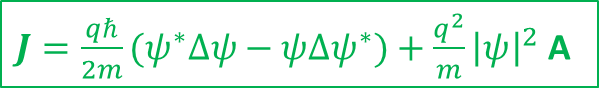 J = qħ/2m (ψ*Δψ − ψΔψ*) + q²/m |ψ|² A